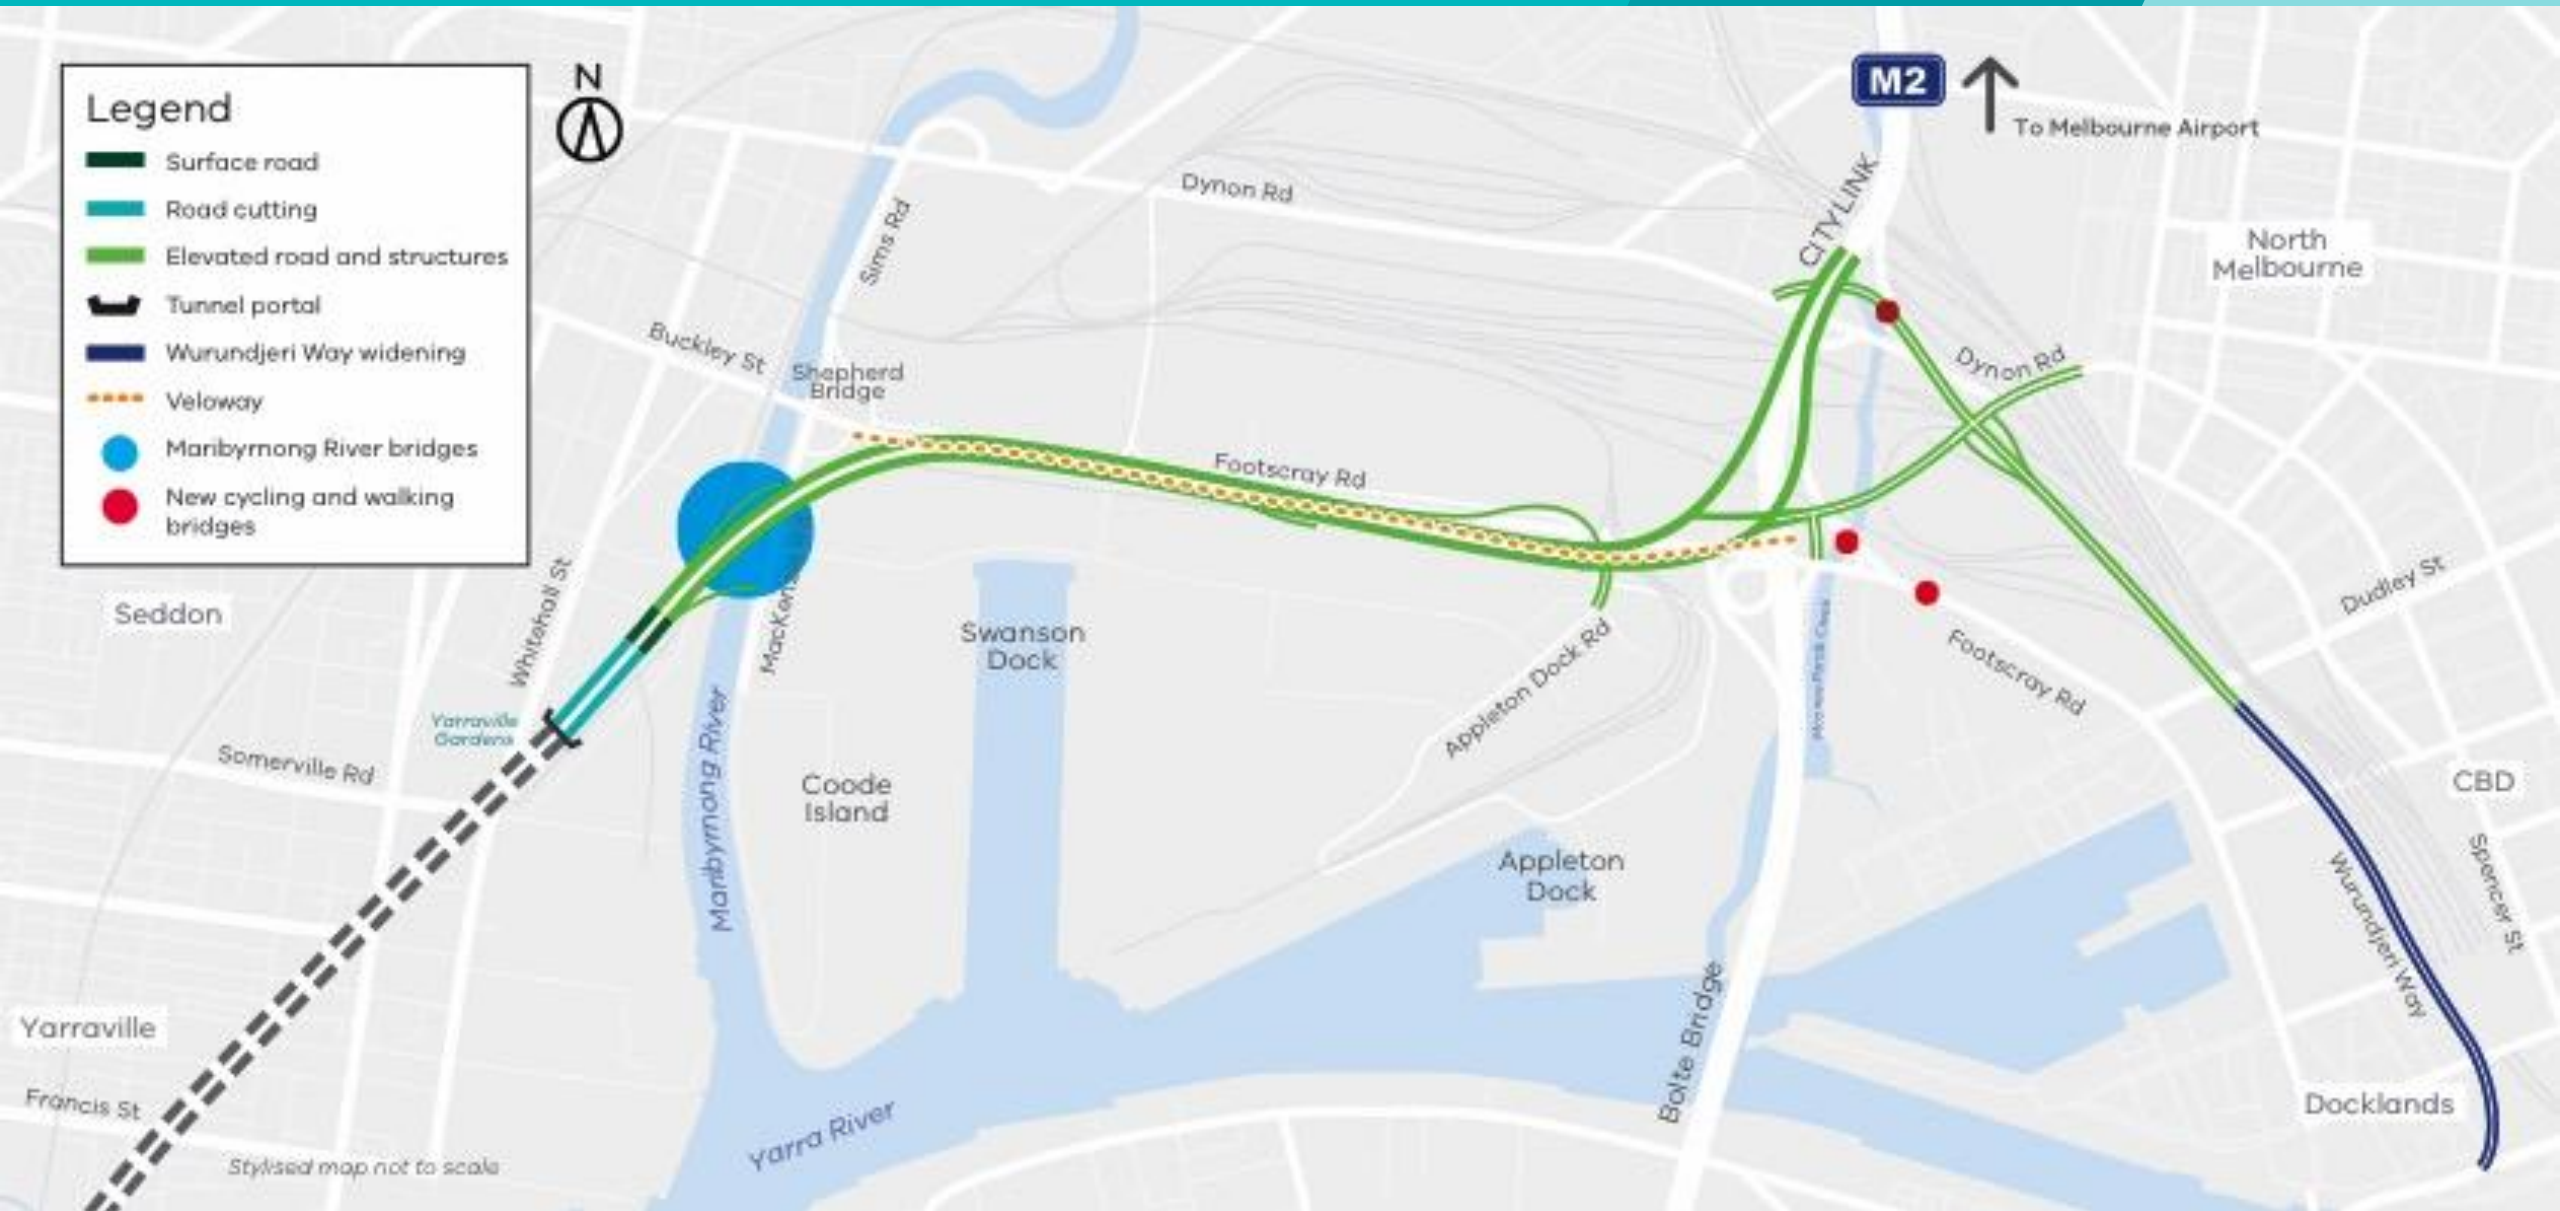 Legend
Surface road
Road cutting
Elevated road and structures
Tunnel portal
Wurundjeri Way widening
Veloway
Maribyrnong River bridges
New cycling and walking
bridges
N
M2
To Melbourne Airport
CITYLINK
Dynon Rd
Sims Rd
North
Melbourne
Buckley St
Shepherd
Bridge
Dynon Rd
Footscray Rd
Whitehall St
Seddon
Swanson
Dock
Dudley St
Footscray Rd
Appleton Dock Rd
Yarraville
Gardens
Somerville Rd
Maribyrnong River
Coode
Island
CBD
Appleton
Dock
Spencer St
Wurundjeri Way
Bolte Bridge
Yarraville
Francis St
Docklands
Yarra River
Stylised map not to scale